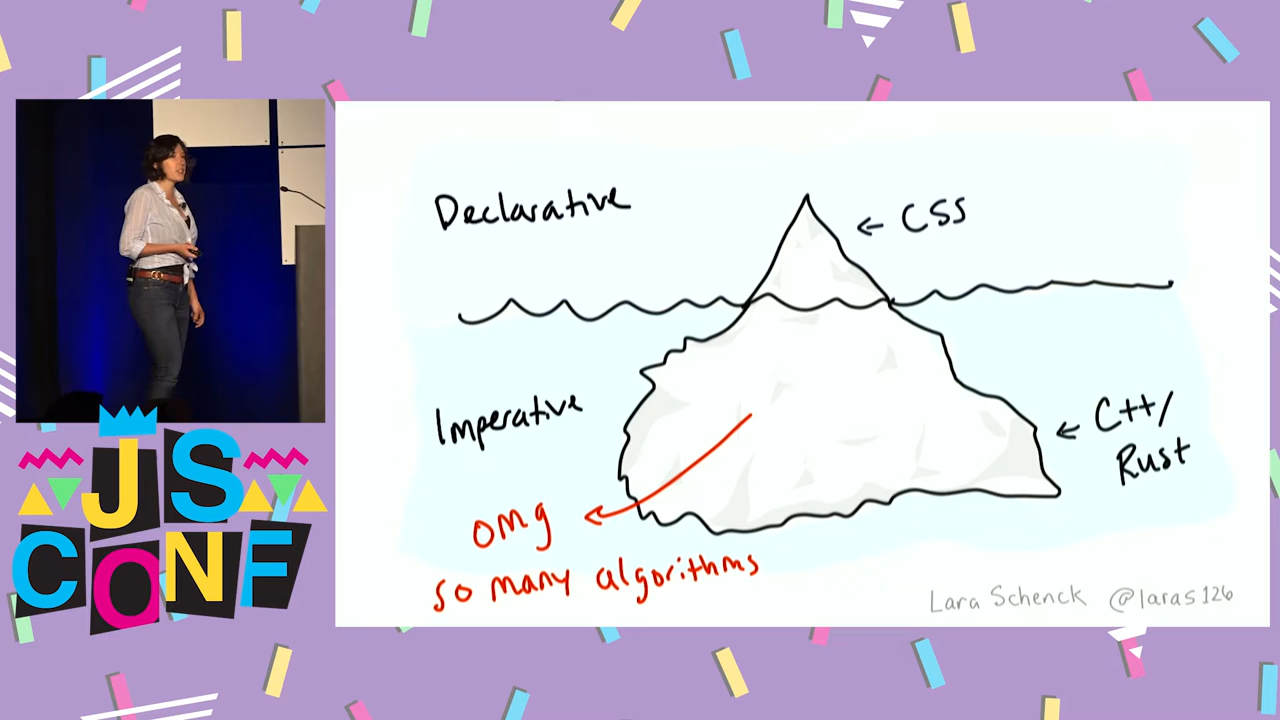 Declarative
← CSS
Imperative
← C++/
Rust
omg
so many algorithms
Lara Schenck @laras126
JS
CONF